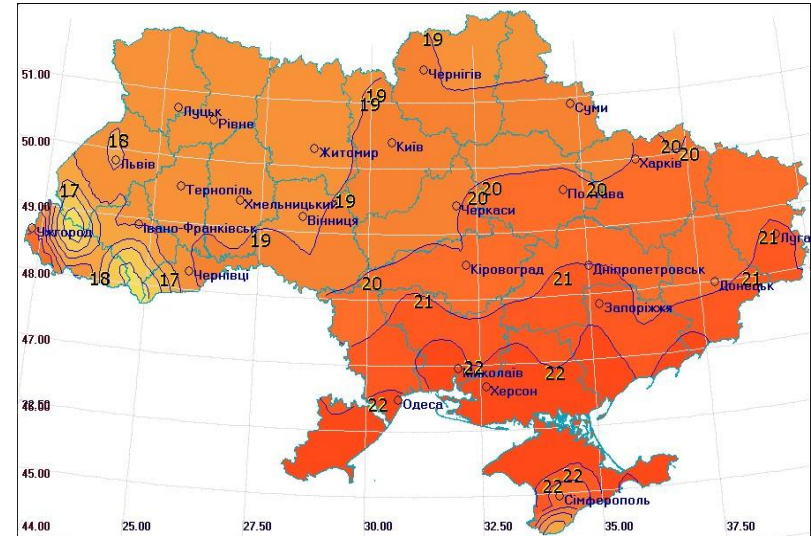 19
51.00
Чернігів
19
19
Луцьк
Суми
Рівне
50.00
18
Київ
20
20
Житомир
Львів
Харків
17
Тернопіль
20
20
20
Полтава
49.00
Хмельницький
19
Черкаси
Вінниця
Ужгород
Івано-Франківськ
19
21
Луга
48.00
18
17
Чернівці
Кіровоград
Дніпропетровськ
21
21
Донецьк
20
21
Запоріжжя
47.00
22
Миколаїв
22
Херсон
22
Одеса
45.00
22
22
Сімферополь
44.00
25.00
27.50
30.00
32.50
35.00
37.50